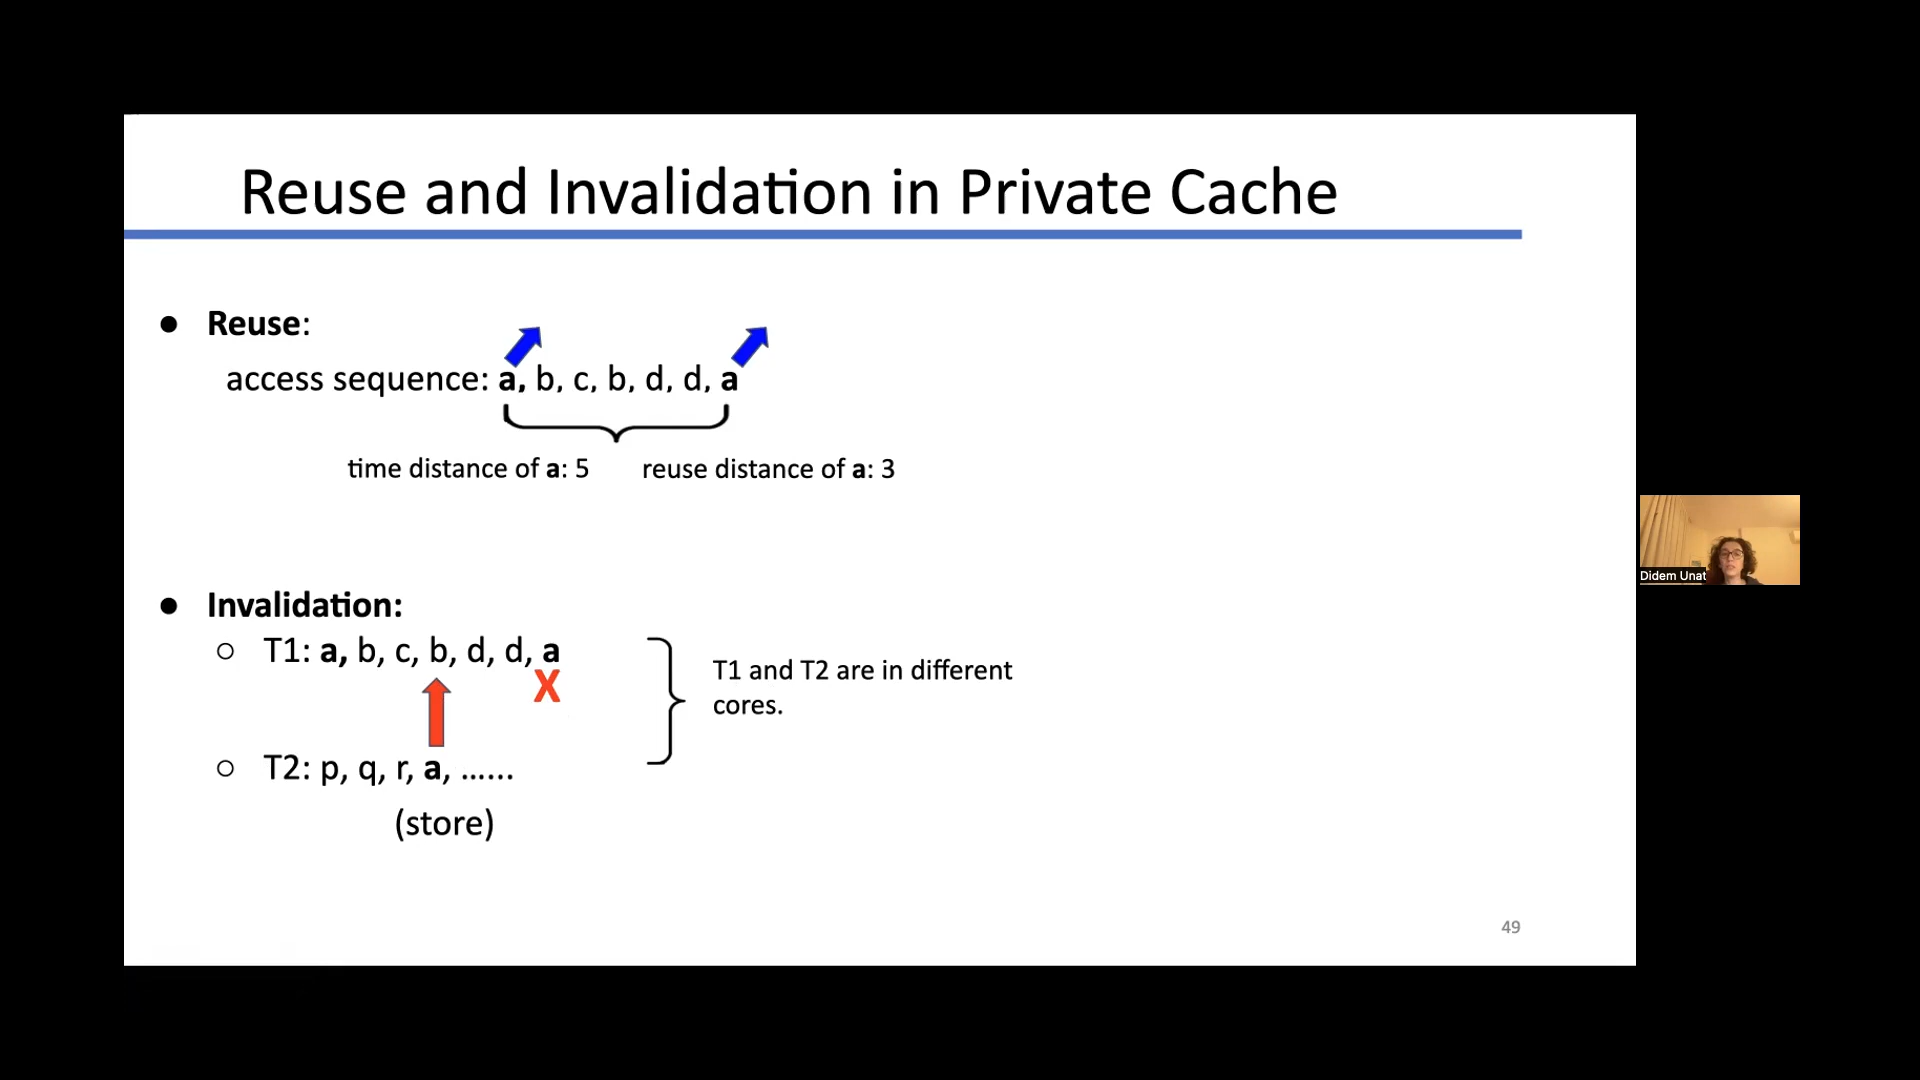 Reuse and Invalidation in Private Cache
● Reuse:
access sequence: a, b, c, b, d, d, a
time distance of a: 5 reuse distance of a: 3
● Invalidation:
○ T1: a, b, c, b, d, d, a
X
T1 and T2 are in different
cores.
○ T2: p, q, r, a, ......
(store)
49
Didem Unat